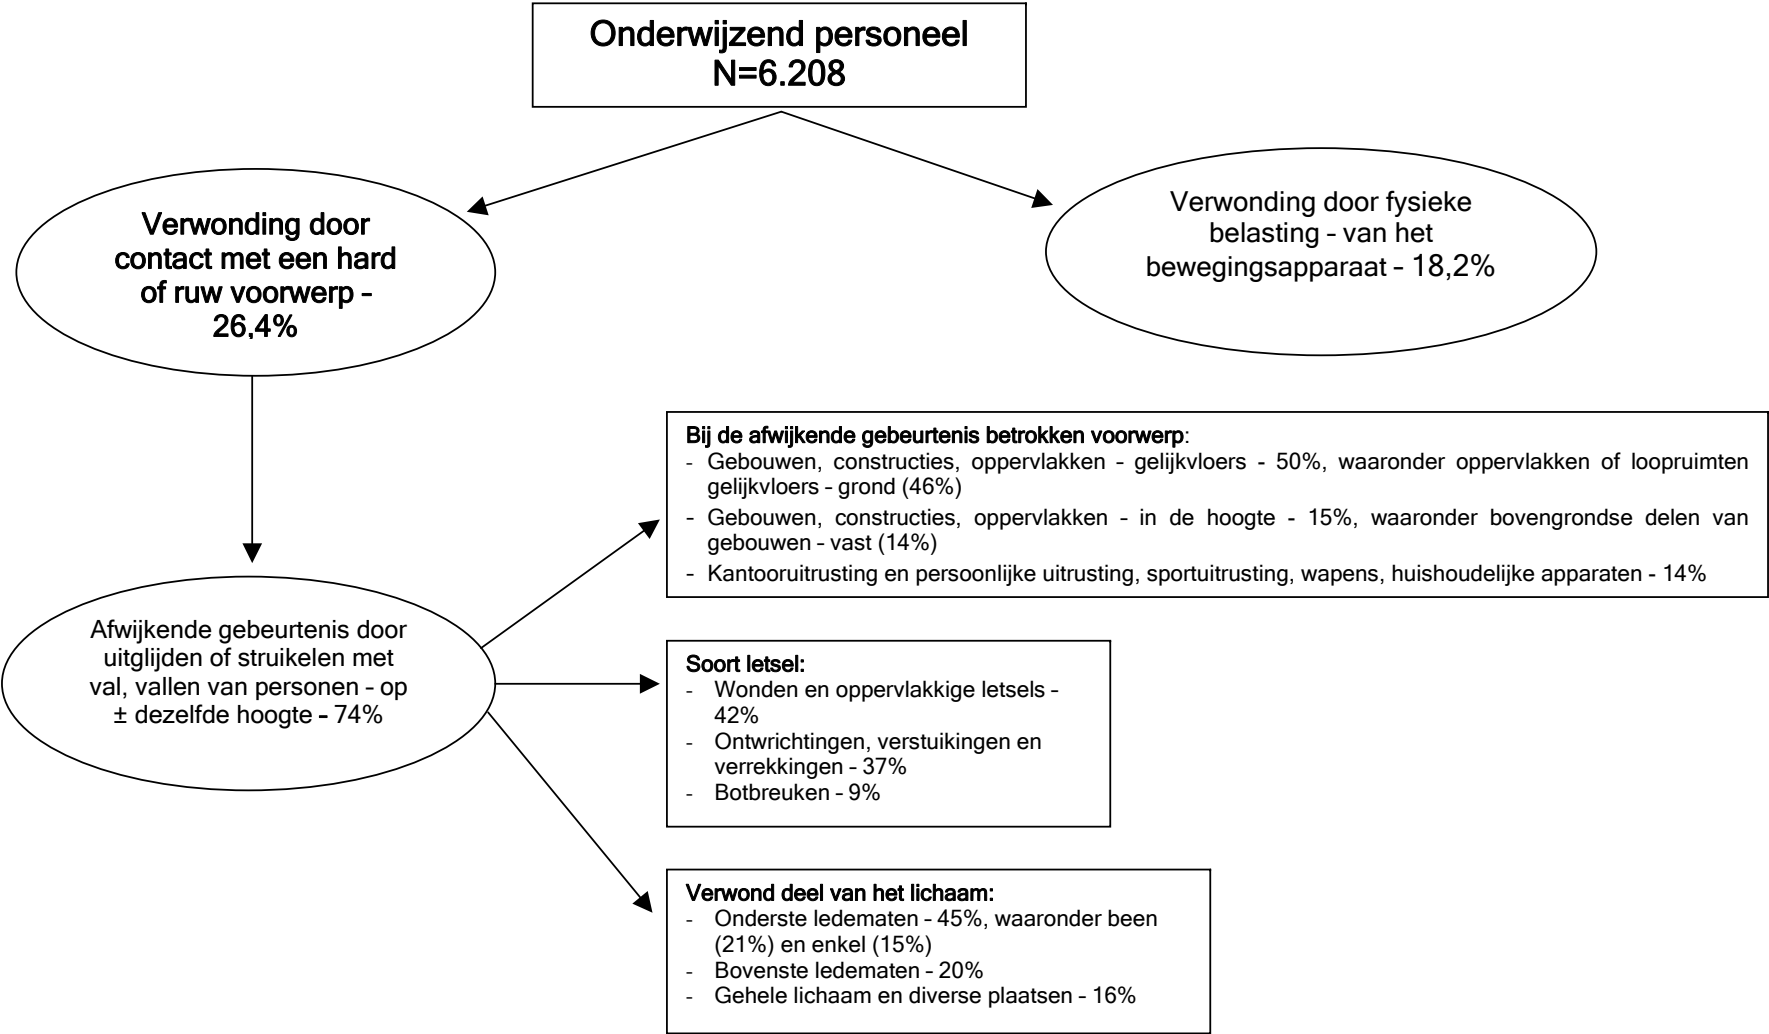 Onderwijzend personeel
N=6.208
Verwonding door
contact met een hard
of ruw voorwerp –
26,4%
Verwonding door fysieke
belasting – van het
bewegingsapparaat – 18,2%
Afwijkende gebeurtenis door
uitglijden of struikelen met
val, vallen van personen – op
± dezelfde hoogte – 74%
Bij de afwijkende gebeurtenis betrokken voorwerp:
- Gebouwen, constructies, oppervlakken – gelijkvloers - 50%, waaronder oppervlakken of loopruimten
gelijkvloers – grond (46%)
- Gebouwen, constructies, oppervlakken – in de hoogte - 15%, waaronder bovengrondse delen van
gebouwen – vast (14%)
- Kantooruitrusting en persoonlijke uitrusting, sportuitrusting, wapens, huishoudelijke apparaten - 14%
Soort letsel:
- Wonden en oppervlakkige letsels –
42%
- Ontwrichtingen, verstuikingen en
verrekkingen – 37%
- Botbreuken – 9%
Verwond deel van het lichaam:
- Onderste ledematen – 45%, waaronder been
(21%) en enkel (15%)
- Bovenste ledematen – 20%
- Gehele lichaam en diverse plaatsen – 16%